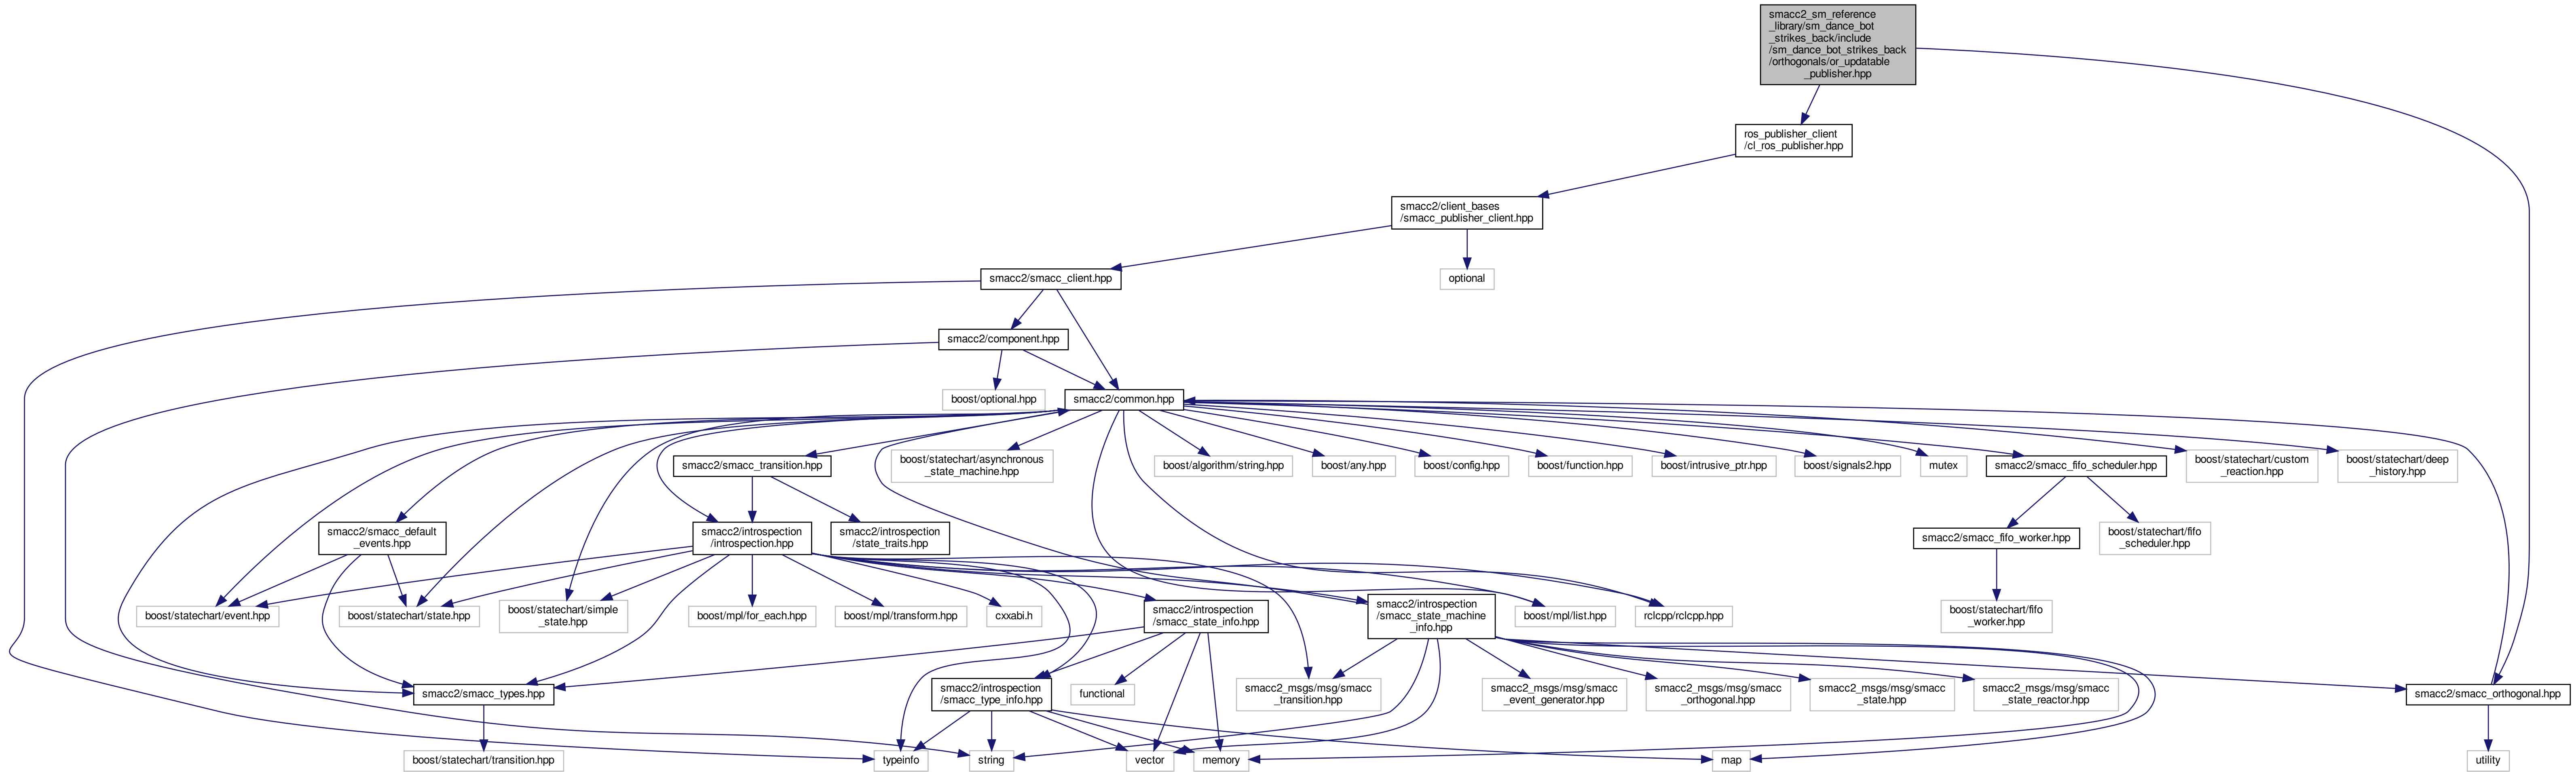 smacc2_sm_reference
_library/sm_dance_bot
_strikes_back/include
/sm_dance_bot_strikes_back
/orthogonals/or_updatable
_publisher.hpp
ros_publisher_client
/cl_ros_publisher.hpp
smacc2/client_bases
/smacc_publisher_client.hpp
smacc2/smacc_client.hpp
optional
smacc2/component.hpp
boost/optional.hpp
smacc2/common.hpp
smacc2/smacc_transition.hpp
boost/statechart/asynchronous
_state_machine.hpp
boost/algorithm/string.hpp
boost/any.hpp
boost/config.hpp
boost/function.hpp
boost/intrusive_ptr.hpp
boost/signals2.hpp
mutex
smacc2/smacc_fifo_scheduler.hpp
boost/statechart/custom
_reaction.hpp
boost/statechart/deep
_history.hpp
smacc2/smacc_default
_events.hpp
smacc2/introspection
/introspection.hpp
smacc2/introspection
/state_traits.hpp
smacc2/smacc_fifo_worker.hpp
boost/statechart/fifo
_scheduler.hpp
boost/statechart/event.hpp
boost/statechart/state.hpp
boost/statechart/simple
_state.hpp
boost/mpl/for_each.hpp
boost/mpl/transform.hpp
cxxabi.h
smacc2/introspection
/smacc_state_info.hpp
smacc2/introspection
/smacc_state_machine
_info.hpp
boost/mpl/list.hpp
rclcpp/rclcpp.hpp
boost/statechart/fifo
_worker.hpp
smacc2/smacc_types.hpp
smacc2/introspection
/smacc_type_info.hpp
functional
smacc2_msgs/msg/smacc
_transition.hpp
smacc2_msgs/msg/smacc
_event_generator.hpp
smacc2_msgs/msg/smacc
_orthogonal.hpp
smacc2_msgs/msg/smacc
_state.hpp
smacc2_msgs/msg/smacc
_state_reactor.hpp
smacc2/smacc_orthogonal.hpp
boost/statechart/transition.hpp
typeinfo
string
vector
memory
map
utility